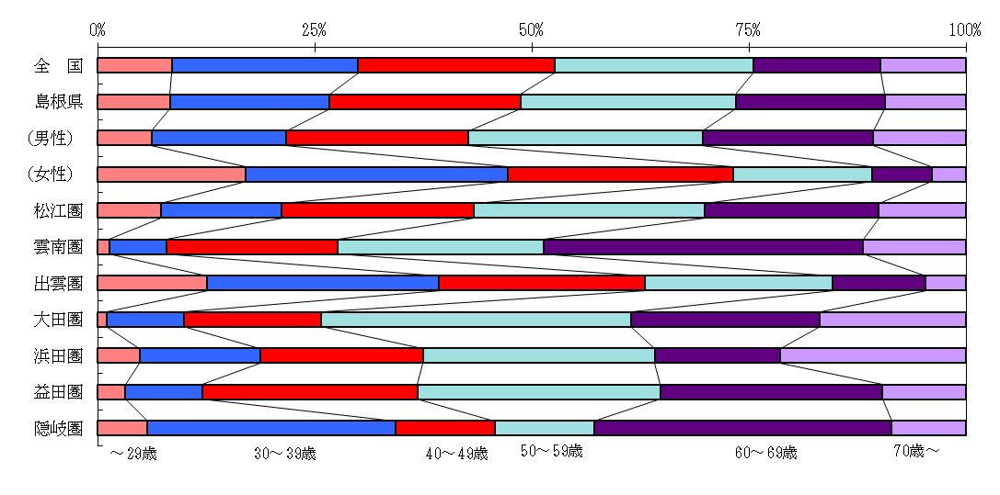 0% 25% 50% 75% 100%
全　国
島根県
(男性)
(女性)
松江圏
雲南圏
出雲圏
大田圏
浜田圏
益田圏
隠岐圏
～29歳 30～39歳 40～49歳 50～59歳 60～69歳 70歳～